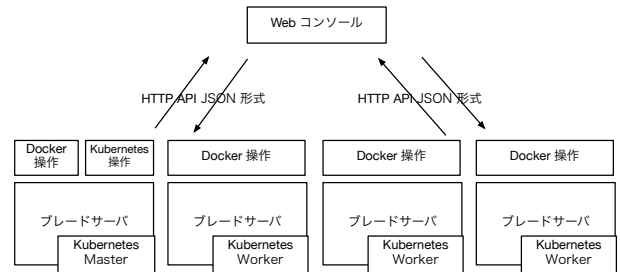 Web コンソール
HTTP API JSON 形式
HTTP API JSON 形式
Docker
操作
Kubernetes
操作
Docker 操作
Docker 操作
Docker 操作
ブレードサーバ
ブレードサーバ
ブレードサーバ
ブレードサーバ
Kubernetes
Master
Kubernetes
Worker
Kubernetes
Worker
Kubernetes
Worker